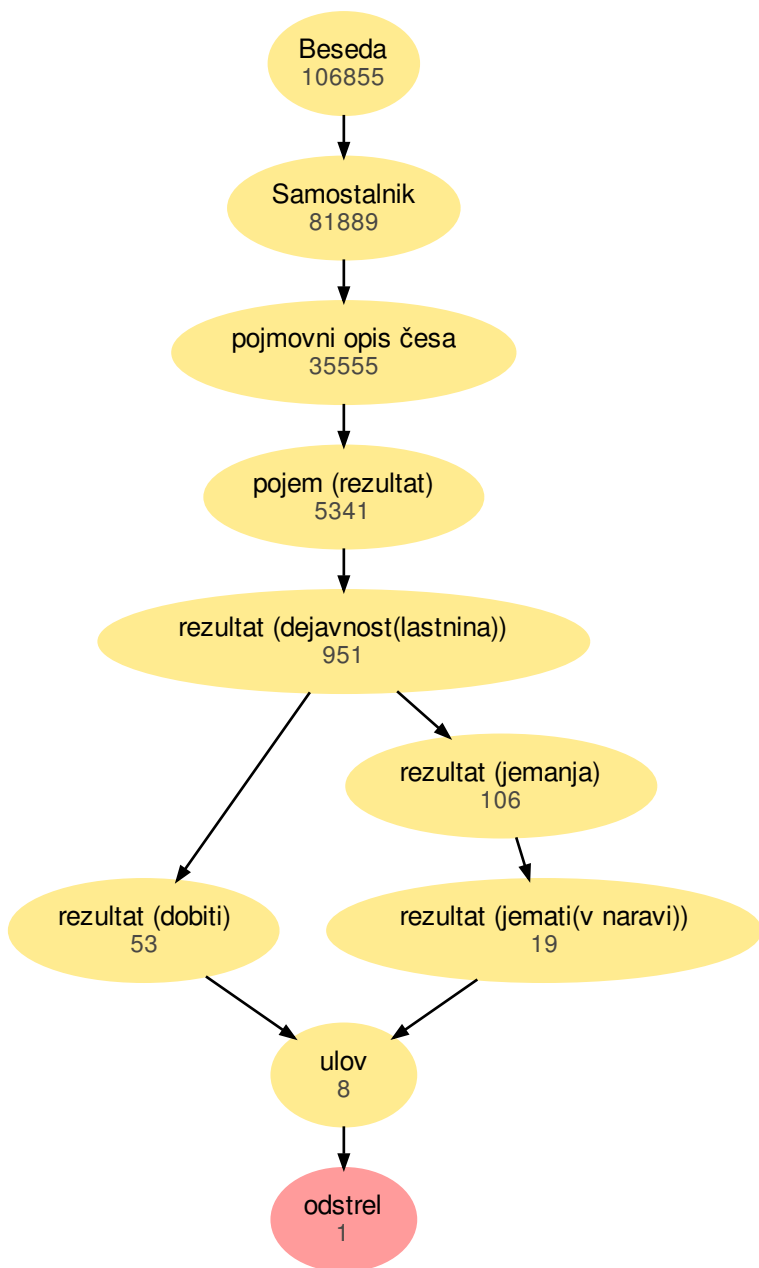 Beseda
106855
Samostalnik
81889
pojmovni opis česa
35555
pojem (rezultat)
5341
rezultat (dejavnost(lastnina))
951
rezultat (jemanja)
106
rezultat (dobiti)
53
rezultat (jemati(v naravi))
19
ulov
8
odstrel
1